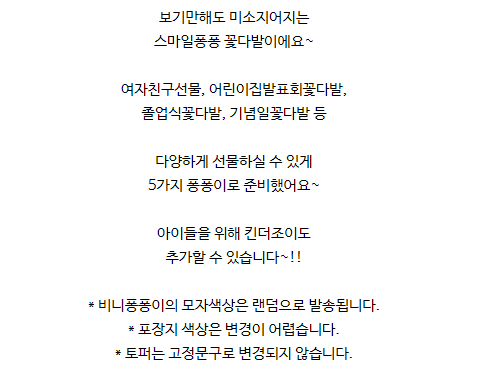 보기만해도 미소지어지는
스마일퐁퐁 꽃다발이에요~
여자친구선물, 어린이집발표회꽃다발,
졸업식꽃다발, 기념일꽃다발 등
다양하게 선물하실 수 있게
5가지 퐁퐁이로 준비했어요~
아이들을 위해 킨더조이도
추가할 수 있습니다~!!
* 비니퐁퐁이의 모자색상은 랜덤으로 발송됩니다.
* 포장지 색상은 변경이 어렵습니다.
* 토퍼는 고정문구로 변경되지 않습니다.